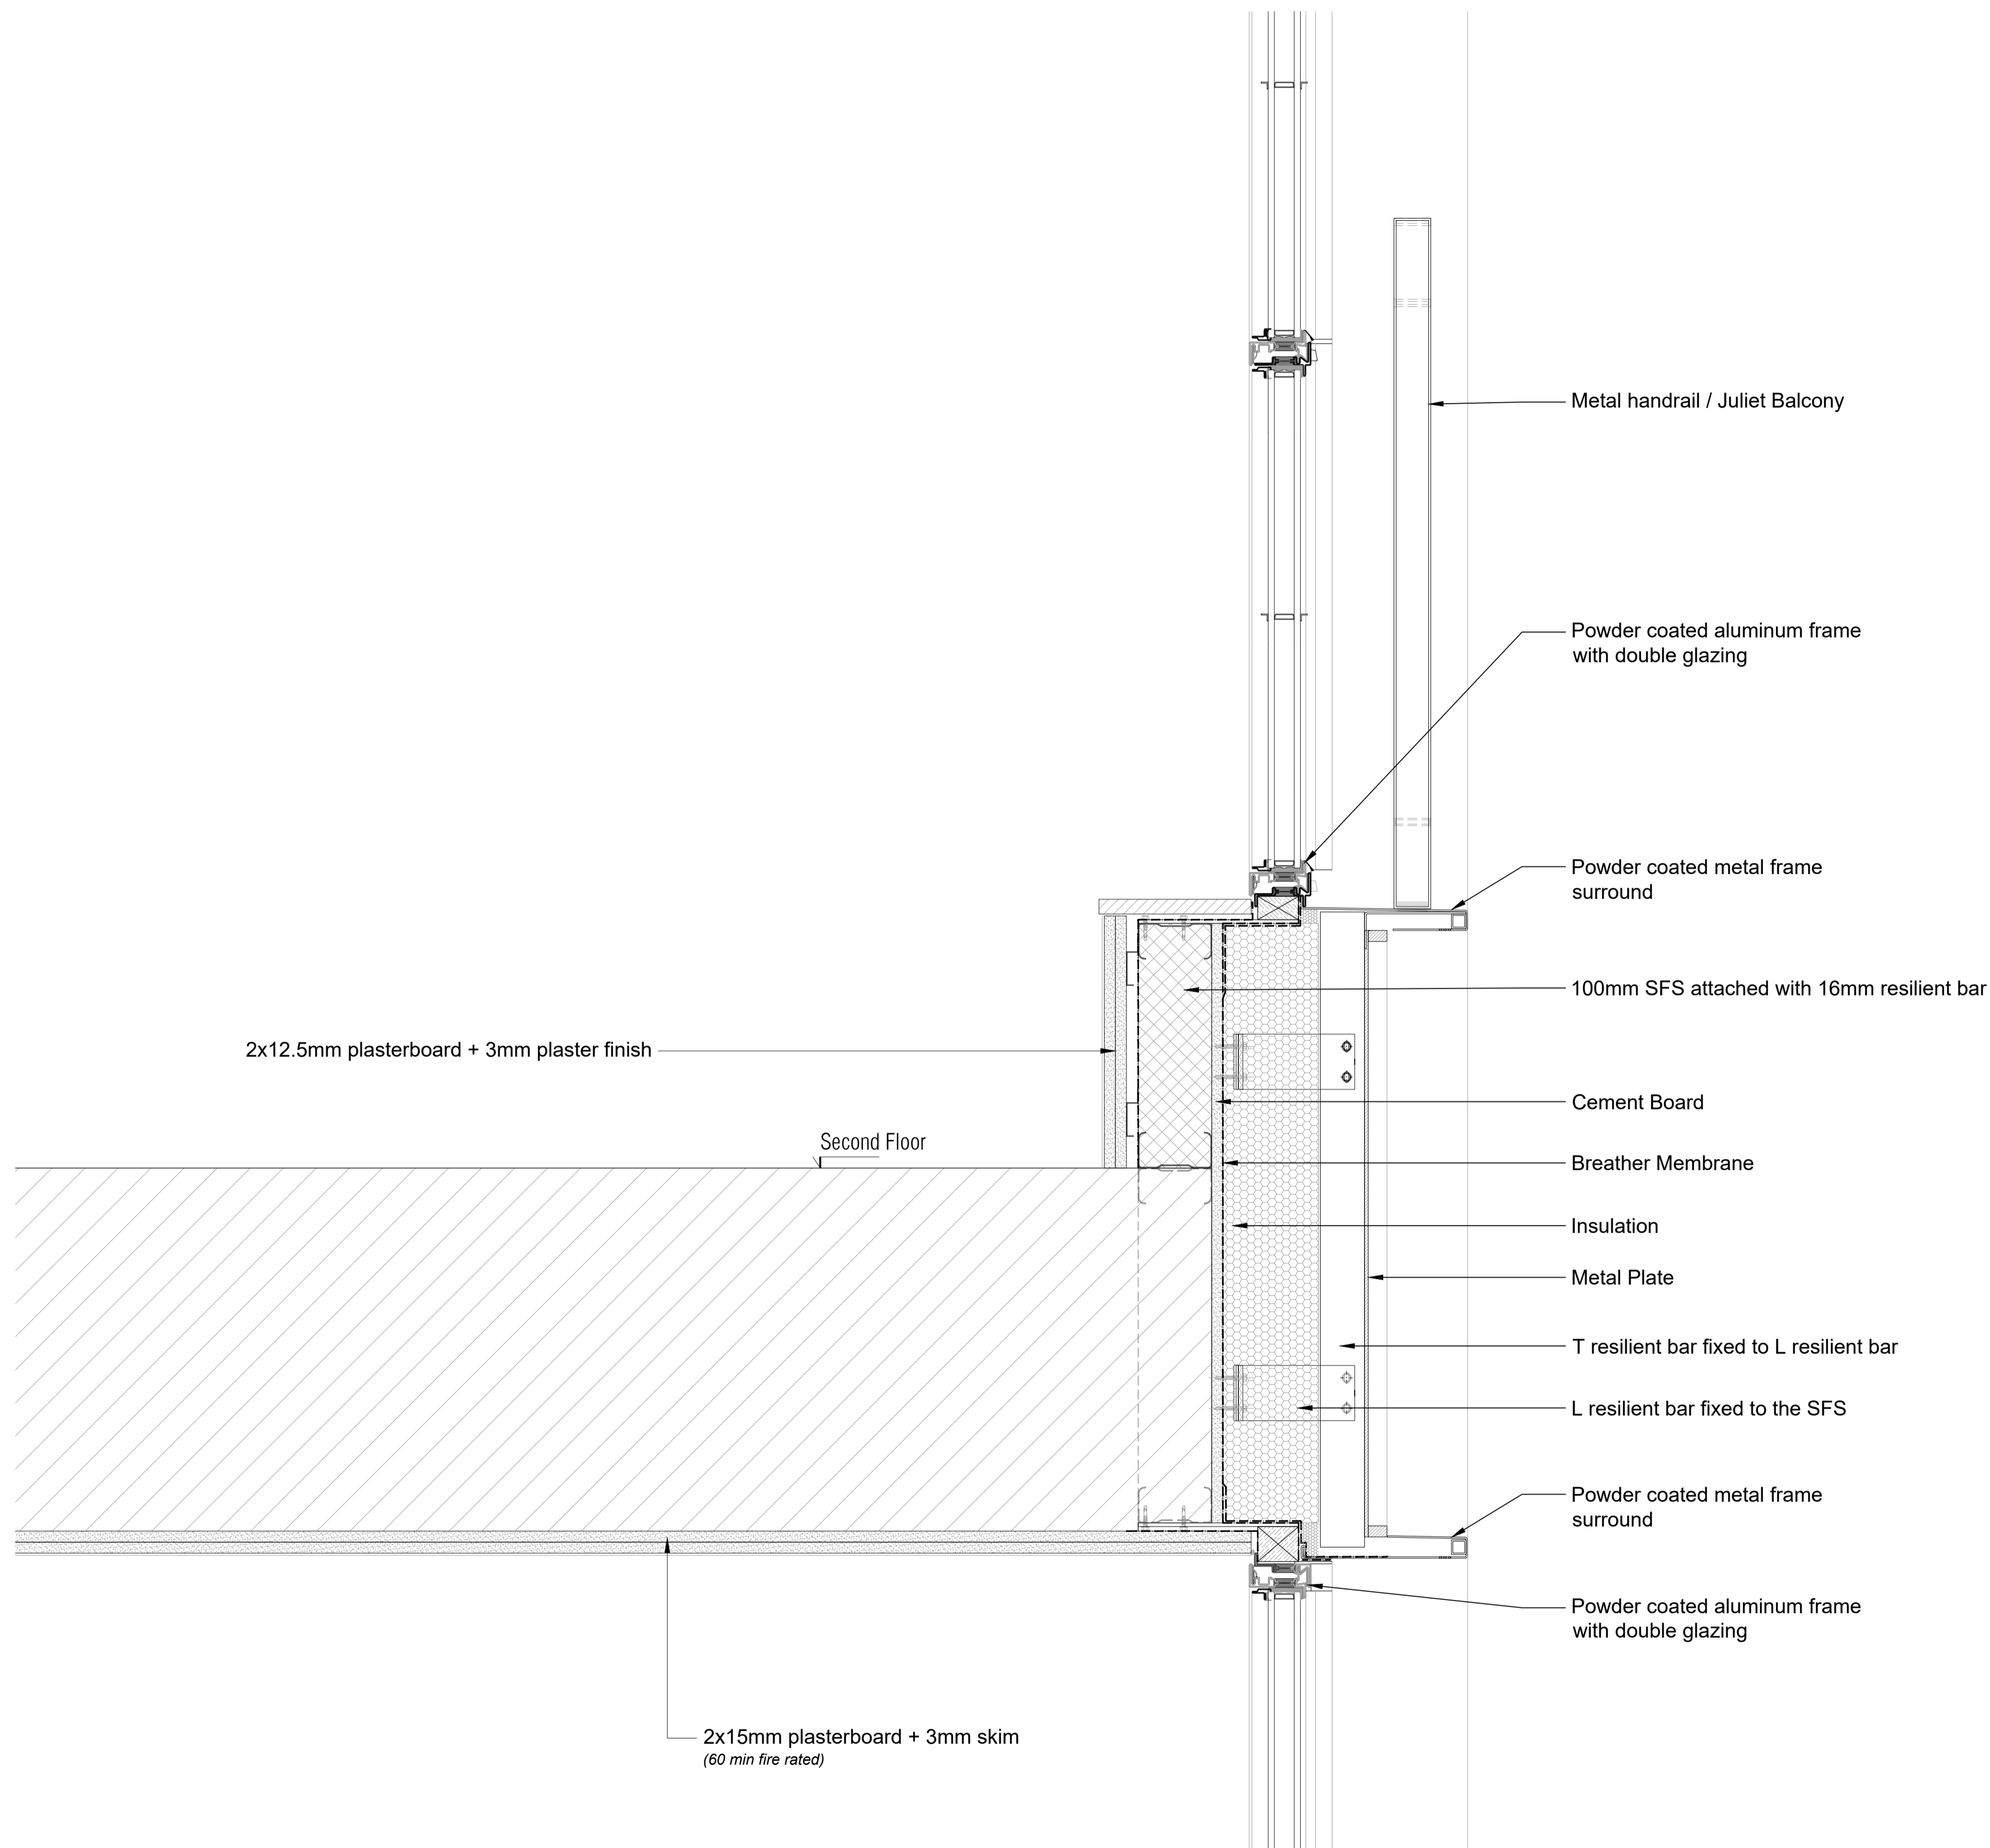 Metal handrail / Juliet Balcony
Powder coated aluminum frame
with double glazing
Powder coated metal frame
surround
100mm SFS attached with 16mm resilient bar
2x12.5mm plasterboard + 3mm plaster finish
Cement Board
Second Floor
Breather Membrane
Insulation
Metal Plate
T resilient bar fixed to L resilient bar
L resilient bar fixed to the SFS
Powder coated metal frame
surround
Powder coated aluminum frame
with double glazing
2x15mm plasterboard + 3mm skim
(60 min fire rated)